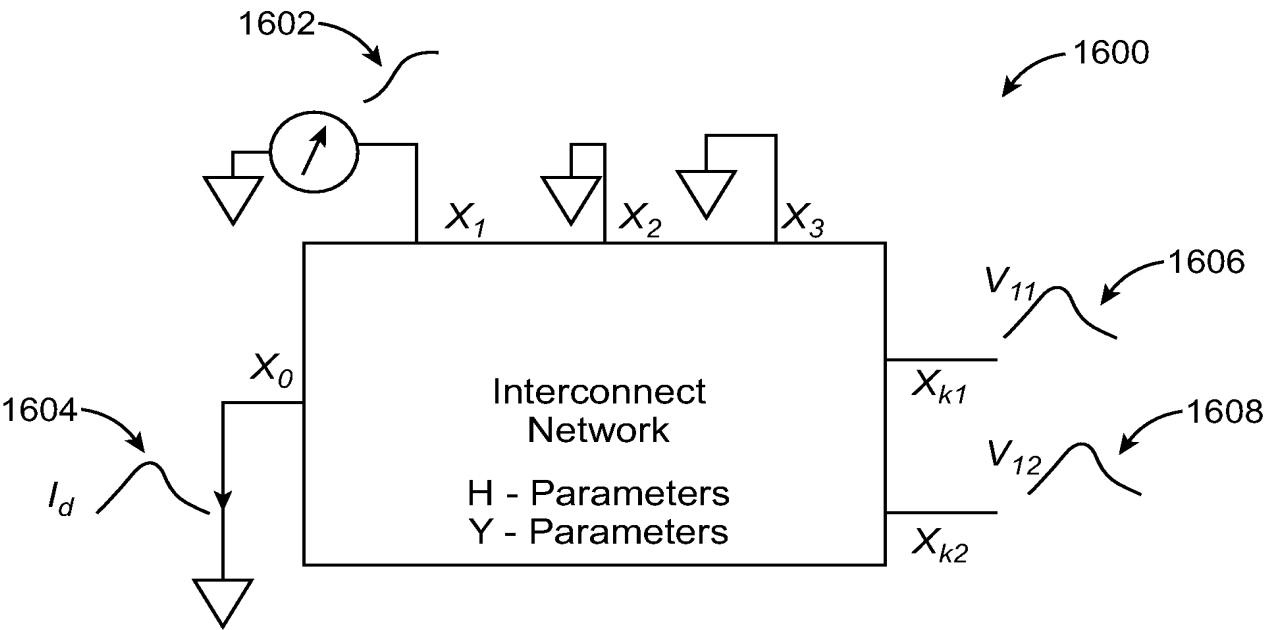 1602
1600
X1
X2
X3
V11
1606
X0
Xk1
1604
Interconnect
Network
1608
V12
Id
H - Parameters
Y - Parameters
Xk2